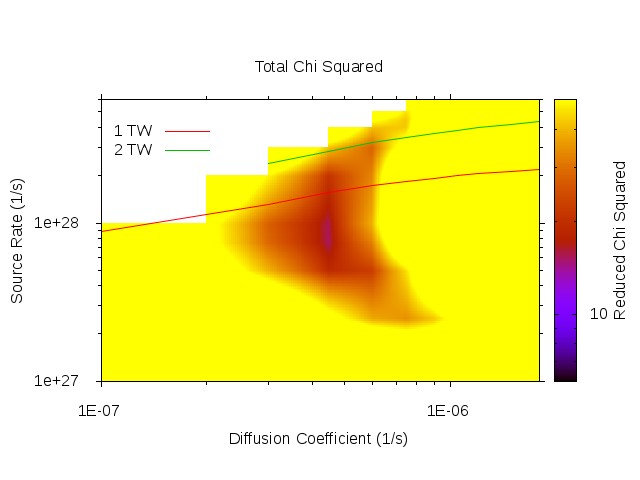 Total Chi Squared
1 TW
2 TW
Source Rate (1/s)
1e+28
1e+27
1E-07
1E-06
Diffusion Coefficient (1/s)
10
Reduced Chi Squared